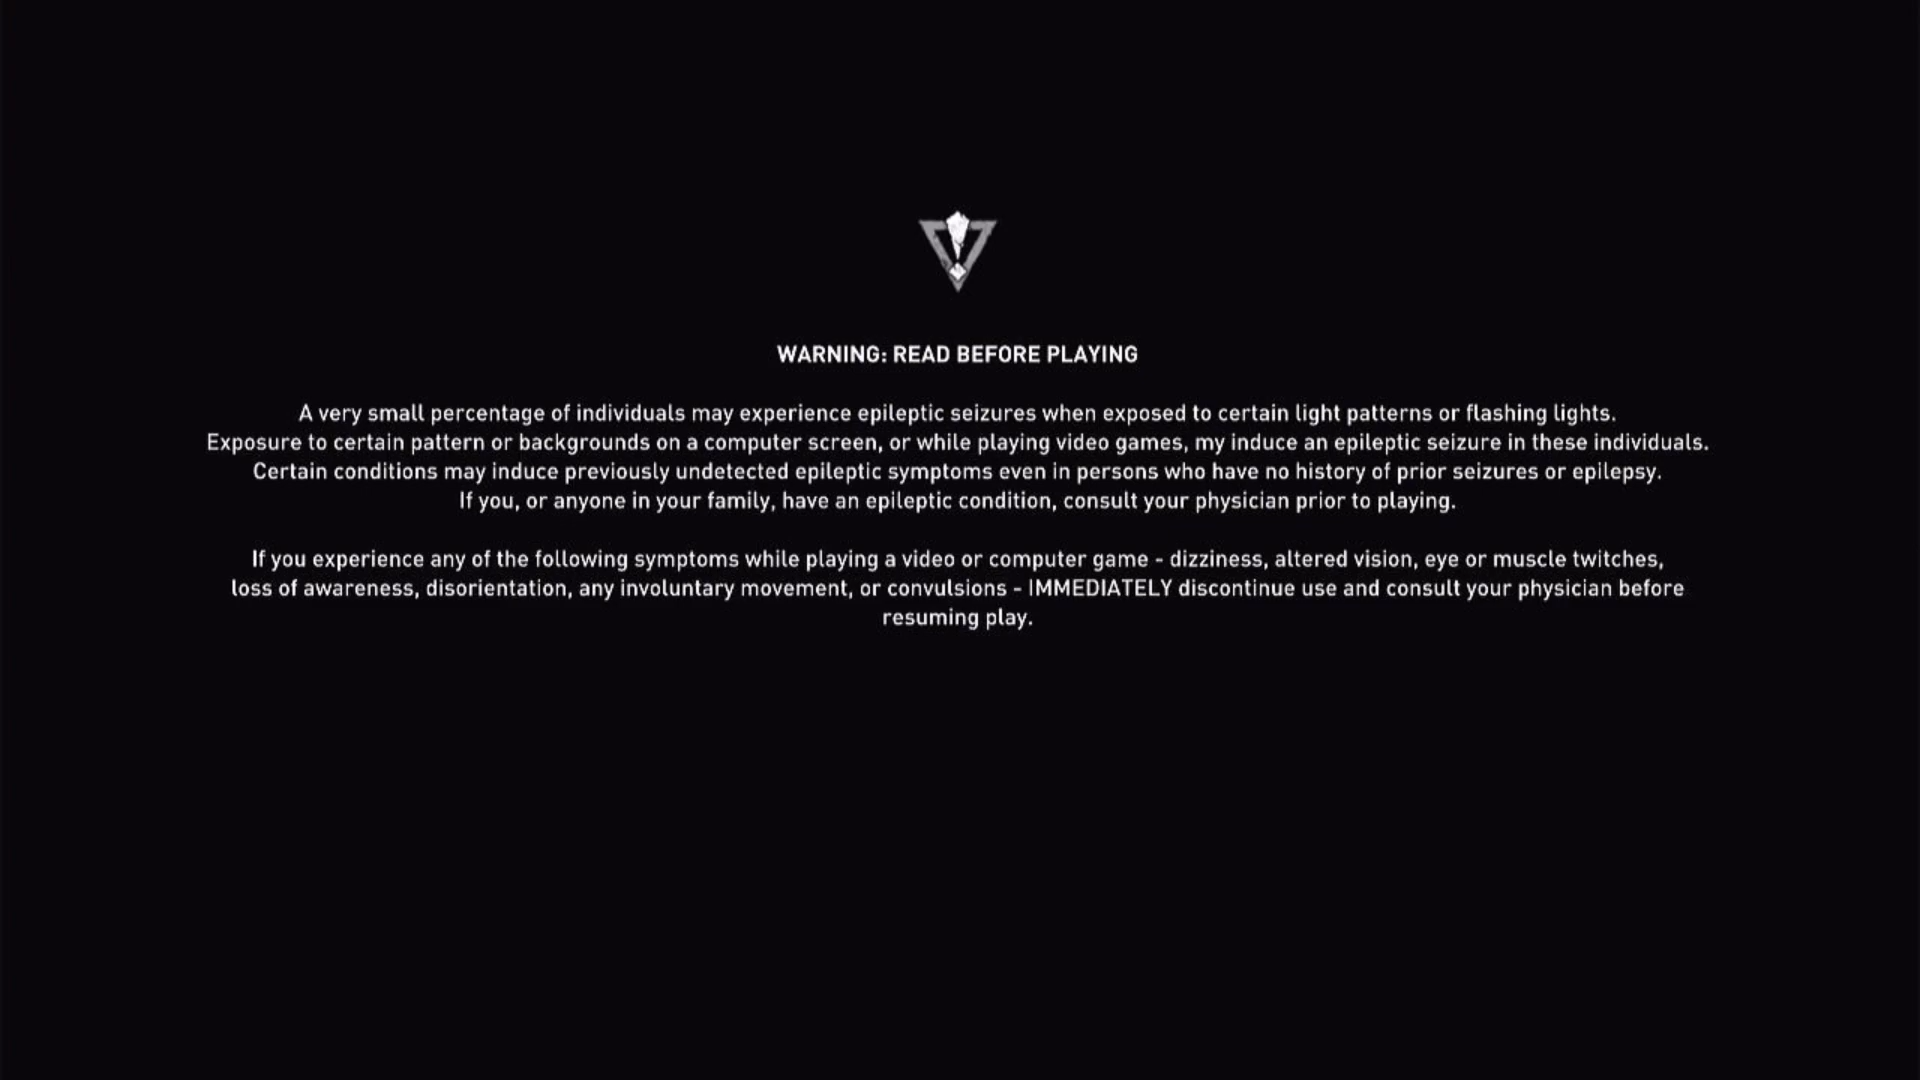 WARNING: READ BEFORE PLAYING
A very small percentage of individuals may experience epileptic seizures when exposed to certain light patterns or flashing lights.
Exposure to certain pattern or backgrounds on a computer screen, or while playing video games, my induce an epileptic seizure in these individuals.
Certain conditions may induce previously undetected epileptic symptoms even in persons who have no history of prior seizures or epilepsy.
If you, or anyone in your family, have an epileptic condition, consult your physician prior to playing.
If you experience any of the following symptoms while playing a video or computer game - dizziness, altered vision, eye or muscle twitches,
loss of awareness, disorientation, any involuntary movement, or convulsions - IMMEDIATELY discontinue use and consult your physician before
resuming play.